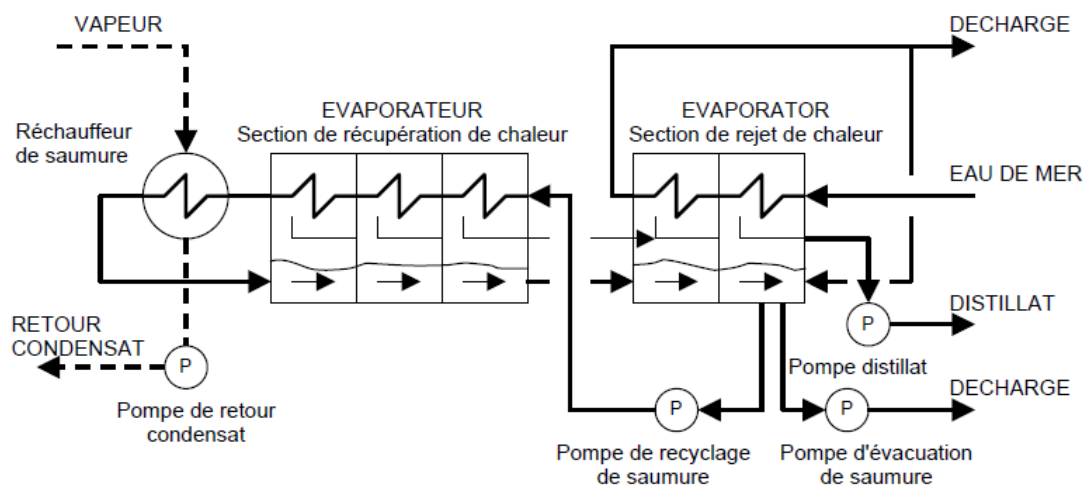 VAPEUR
DECHARGE
EVAPORATEUR
Section de récupération de chaleur
EVAPORATOR
Section de rejet de chaleur
Réchauffeur
de saumure
EAU DE MER
RETOUR
CONDENSAT
P
Pompe de retour
condensat
P
DISTILLAT
Pompe distillat
P
Pompe de recyclage
de saumure
P
DECHARGE
Pompe d'évacuation
de saumure